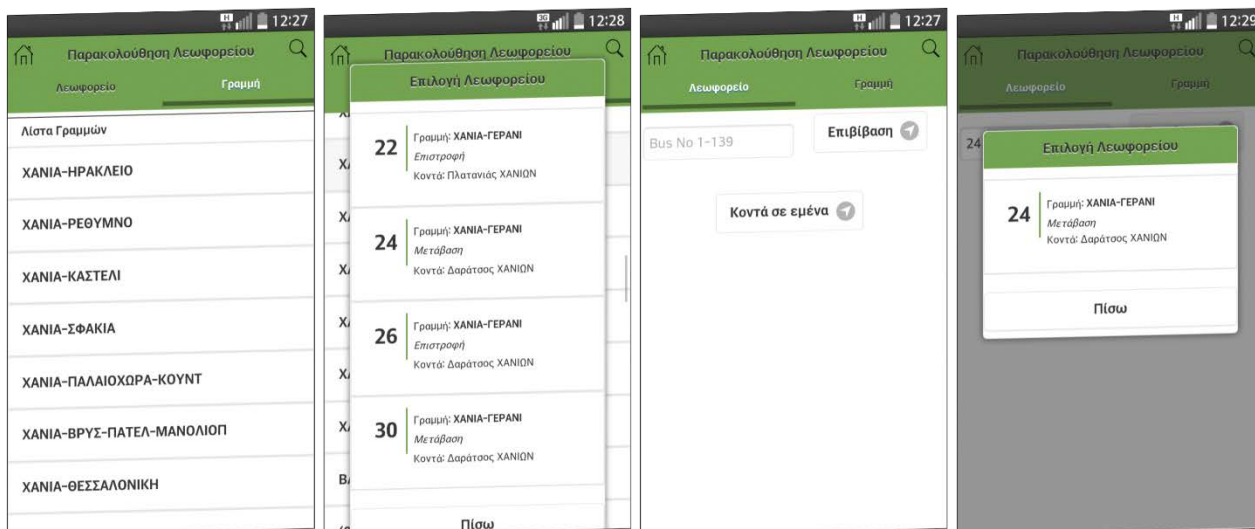 H 12:27
Παρακολούθηση Λεωφορείου
Λεωφορείο Γραμμή
Λίστα Γραμμών
ΧΑΝΙΑ-ΗΡΑΚΛΕΙΟ
ΧΑΝΙΑ-ΡΕΘΥΜΝΟ
ΧΑΝΙΑ-ΚΑΣΤΕΛΙ
ΧΑΝΙΑ-ΣΦΑΚΙΑ
ΧΑΝΙΑ-ΠΑΛΑΙΟΧΩΡΑ-ΚΟΥΝΤ
ΧΑΝΙΑ-ΒΡΥΣ-ΠΑΤΕΛ-ΜΑΝΟΛΙΟΠ
ΧΑΝΙΑ-ΘΕΣΣΑΛΟΝΙΚΗ
3G 12:28
Παρακολούθηση Λεωφορείου
Επιλογή Λεωφορείου
22
Γραμμή: ΧΑΝΙΑ-ΓΕΡΑΝΙ
Επιστροφή
Κοντά: Πλατανιάς ΧΑΝΙΩΝ
24
Γραμμή: ΧΑΝΙΑ-ΓΕΡΑΝΙ
Μετάβαση
Κοντά: Δαράτσος ΧΑΝΙΩΝ
26
Γραμμή: ΧΑΝΙΑ-ΓΕΡΑΝΙ
Επιστροφή
Κοντά: Δαράτσος ΧΑΝΙΩΝ
30
Γραμμή: ΧΑΝΙΑ-ΓΕΡΑΝΙ
Μετάβαση
Κοντά: Δαράτσος ΧΑΝΙΩΝ
Πίσω
H 12:27
Παρακολούθηση Λεωφορείου
Λεωφορείο Γραμμή
Bus No 1-139 Επιβίβαση
Κοντά σε εμένα
H 12:29
Παρακολούθηση Λεωφορείου
Λεωφορείο Γραμμή
24
Επιλογή Λεωφορείου
24
Γραμμή: ΧΑΝΙΑ-ΓΕΡΑΝΙ
Μετάβαση
Κοντά: Δαράτσος ΧΑΝΙΩΝ
Πίσω